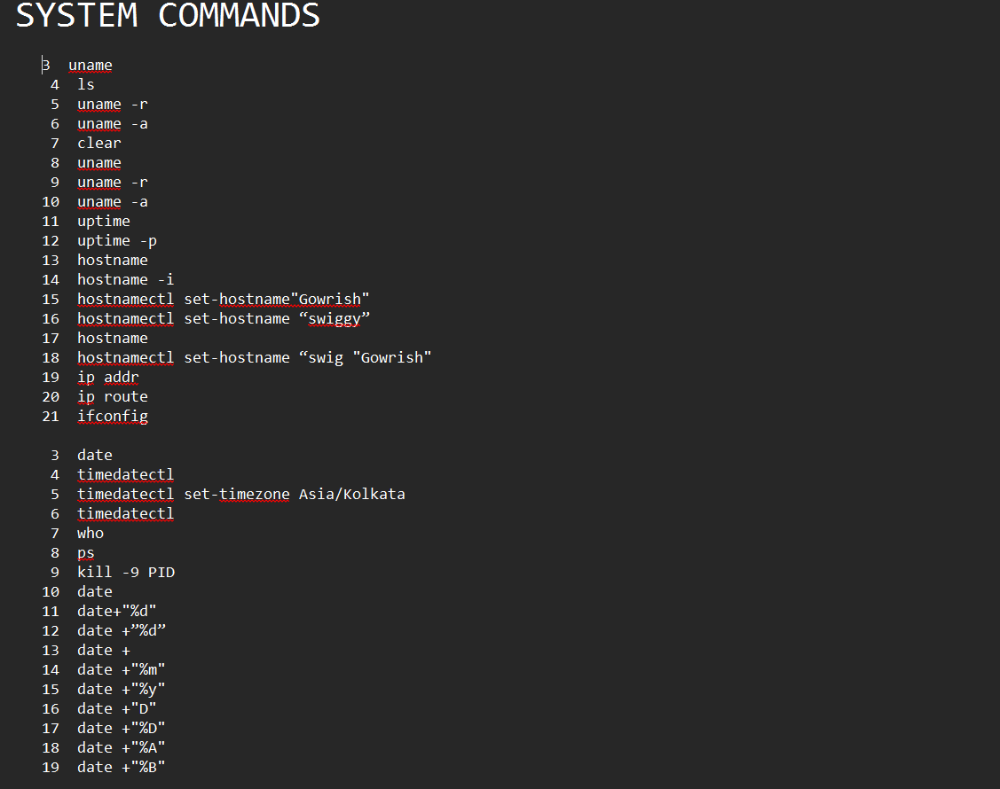 SYSTEM COMMANDS
3 uname
4 ls
5 uname -r
6 uname -a
7 clear
8 uname
9 uname -r
10 uname -a
11 uptime
12 uptime -p
13 hostname
14 hostname -i
15 hostnamectl set-hostname"Gowrish"
16 hostnamectl set-hostname “swiggy”
17 hostname
18 hostnamectl set-hostname “swig "Gowrish"
19 ip addr
20 ip route
21 ifconfig
3 date
4 timedatectl
5 timedatectl set-timezone Asia/Kolkata
6 timedatectl
7 who
8 ps
9 kill -9 PID
10 date
11 date+"%d"
12 date +”%d”
13 date +
14 date +"%m"
15 date +"%y"
16 date +"D"
17 date +"%D"
18 date +"%A"
19 date +"%B"